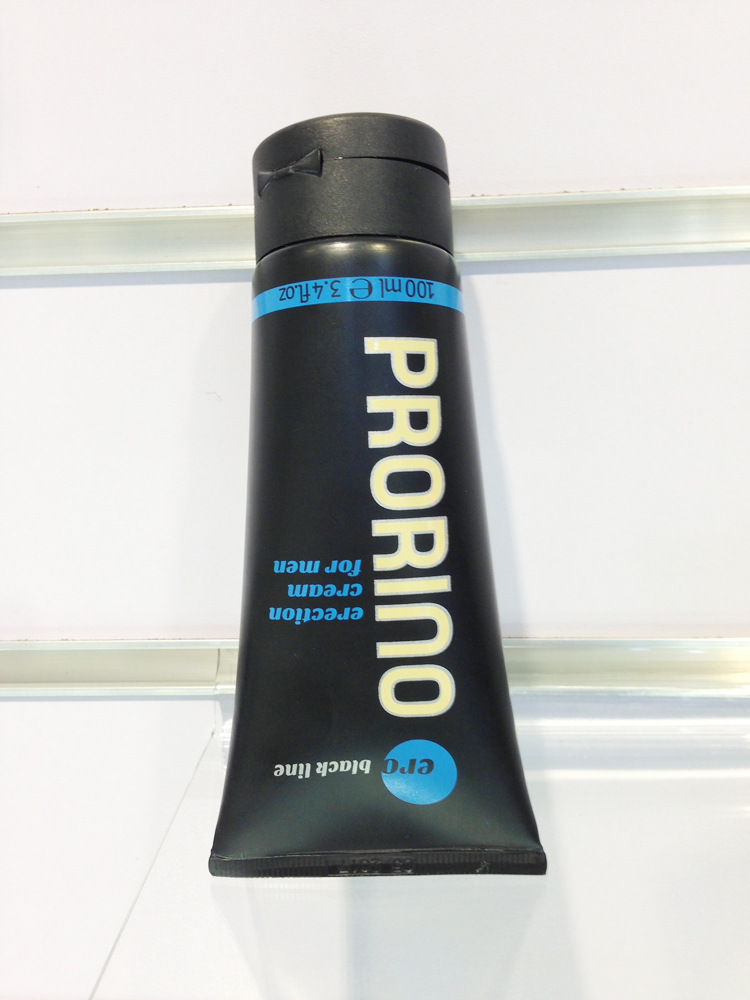 ero black line
PRORINO
erection
cream
for men
100 ml e 3.4 fl.oz